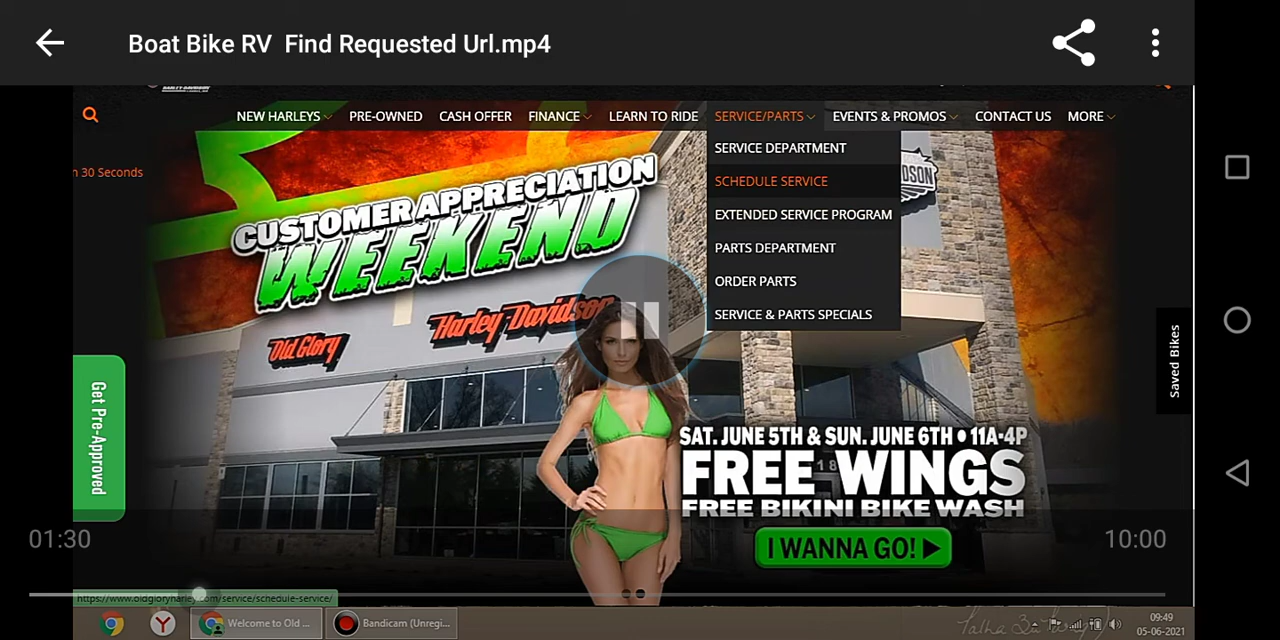 Boat Bike RV  Find Requested Url.mp4
NEW HARLEYS PRE-OWNED CASH OFFER FINANCE LEARN TO RIDE SERVICE/PARTS EVENTS & PROMOS CONTACT US MORE
SERVICE DEPARTMENT
SCHEDULE SERVICE
EXTENDED SERVICE PROGRAM
PARTS DEPARTMENT
ORDER PARTS
SERVICE & PARTS SPECIALS
n 30 Seconds
CUSTOMER APPRECIATION
WEEKEND
DSON
Old Glory
Harley-Davidson
Saved Bikes
Get Pre-Approved
SAT. JUNE 5TH & SUN. JUNE 6TH • 11A-4P
FREE WINGS
FREE BIKINI BIKE WASH
I WANNA GO!
01:30
10:00
https://www.oldgloryharley.com/service/schedule-service/
Welcome to Old ...
Bandicam (Unregi...
09:49
05-06-2021